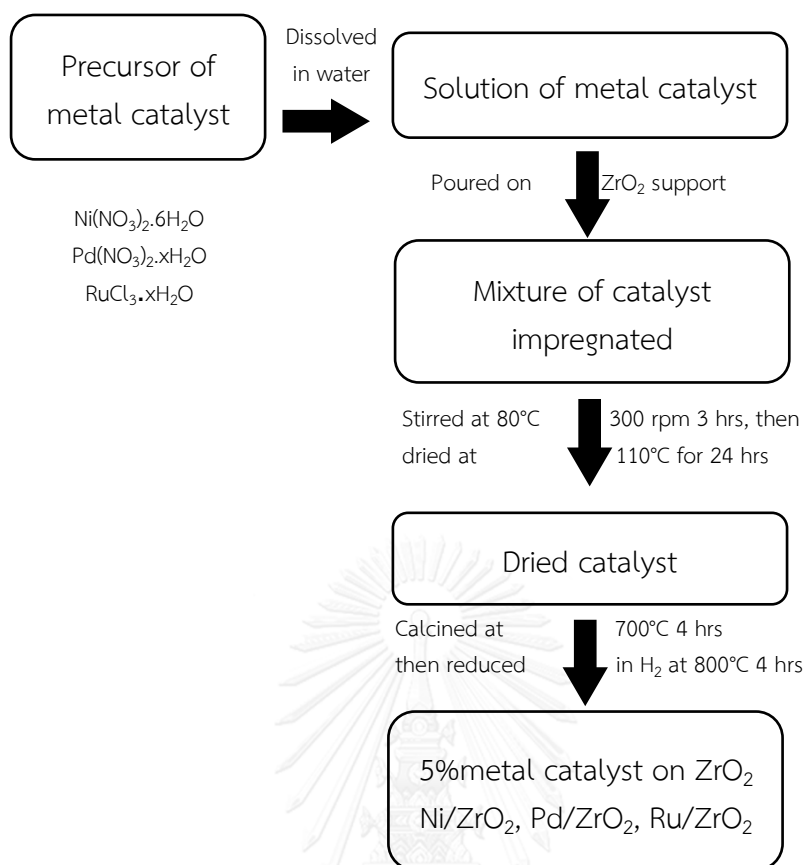 Precursor of
metal catalyst
Dissolved
in water
Solution of metal catalyst
Ni(NO₃)₂.6H₂O
Pd(NO₃)₂.xH₂O
RuCl₃.xH₂O
Poured on ZrO₂ support
Mixture of catalyst
impregnated
Stirred at 80°C 300 rpm 3 hrs, then
dried at 110°C for 24 hrs
Dried catalyst
Calcined at 700°C 4 hrs
then reduced in H₂ at 800°C 4 hrs
5%metal catalyst on ZrO₂
Ni/ZrO₂, Pd/ZrO₂, Ru/ZrO₂